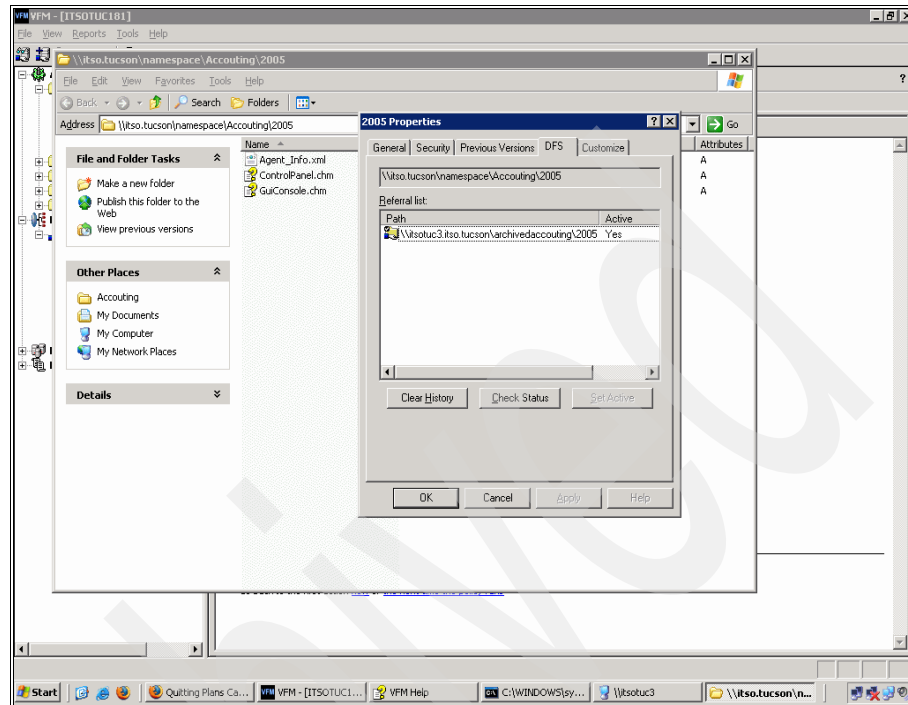 VFM VFM - [ITSOTUC181]
File View Reports Tools Help
\\itso.tucson\namespace\Accouting\2005
File Edit View Favorites Tools Help
Back Search Folders
Address \\itso.tucson\namespace\Accouting\2005 Go
Name Attributes
Agent_Info.xml A
ControlPanel.chm A
GuiConsole.chm A
File and Folder Tasks
Make a new folder
Publish this folder to the
Web
View previous versions
Other Places
Accouting
My Documents
My Computer
My Network Places
Details
2005 Properties
General Security Previous Versions DFS Customize
\\itso.tucson\namespace\Accouting\2005
Referral list:
Path Active
\\itsotuc3.itso.tucson\archivedaccouting\2005 Yes
Clear History Check Status Set Active
OK Cancel Apply Help
Start Quitting Plans Ca... VFM VFM - [ITSOTUC1... VFM Help C:\WINDOWS\sy... \\itsotuc3 \\itso.tucson\n...